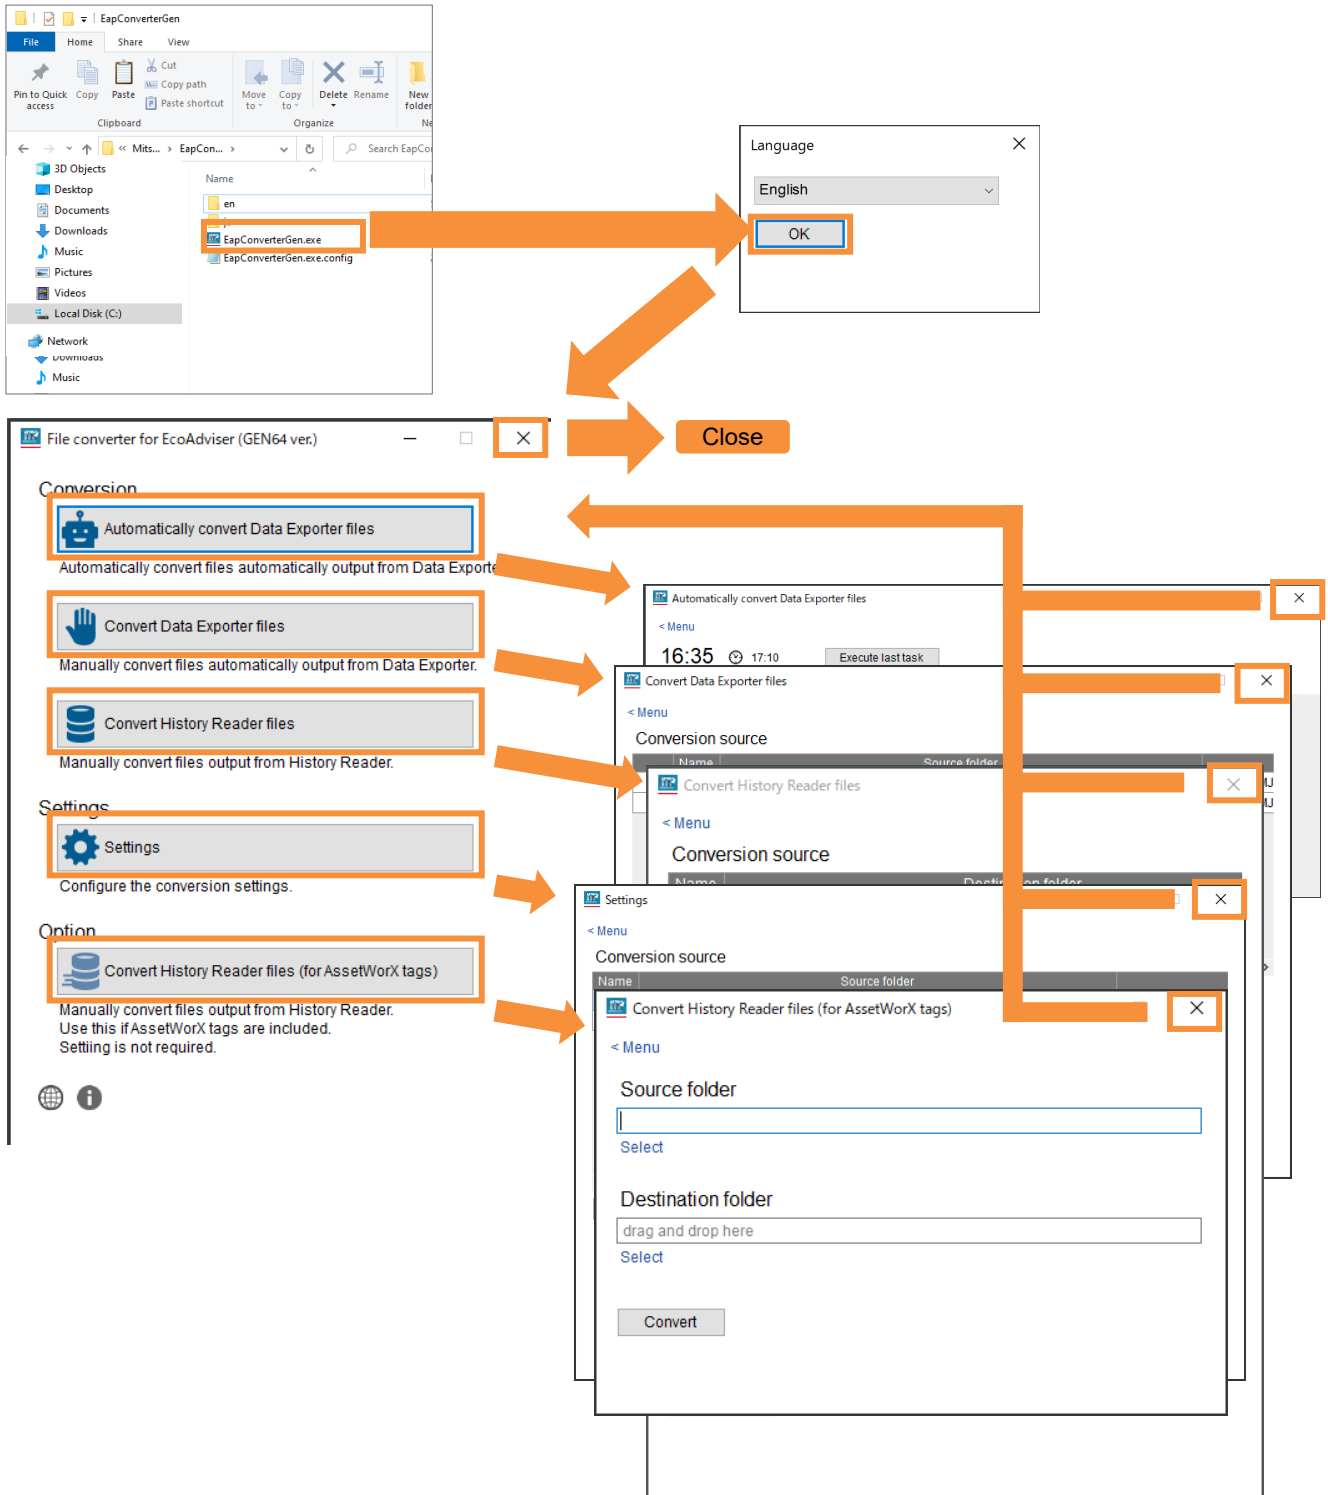 EapConverterGen
File Home Share View
Pin to Quick access
Copy
Paste
Cut
Copy path
Paste shortcut
Move to
Copy to
Delete
Rename
New folder
Clipboard
Organize
Ne
« Mits... > EapCon... >
Search EapCo
3D Objects
Desktop
Documents
Downloads
Music
Pictures
Videos
Local Disk (C:)
Network
Downloads
Music
Name
en
EapConverterGen.exe
EapConverterGen.exe.config
Language
English
OK
File converter for EcoAdviser (GEN64 ver.)
Close
Conversion
Automatically convert Data Exporter files
Automatically convert files automatically output from Data Exporte
Convert Data Exporter files
Manually convert files automatically output from Data Exporter.
Convert History Reader files
Manually convert files output from History Reader.
Settings
Settings
Configure the conversion settings.
Option
Convert History Reader files (for AssetWorX tags)
Manually convert files output from History Reader.
Use this if AssetWorX tags are included.
Settiing is not required.
Automatically convert Data Exporter files
< Menu
16:35 17:10 Execute last task
Convert Data Exporter files
< Menu
Conversion source
Name Source folder
MJ
MJ
Convert History Reader files
< Menu
Conversion source
Name Destin on folder
Settings
< Menu
Conversion source
Name Source folder
Convert History Reader files (for AssetWorX tags)
< Menu
Source folder
Select
Destination folder
drag and drop here
Select
Convert